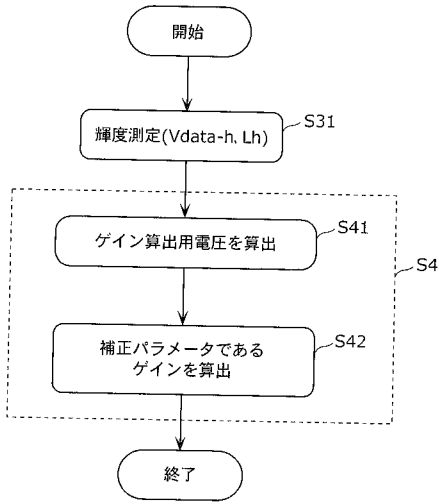 開始
輝度測定(Vdata-h、Lh)
S31
ゲイン算出用電圧を算出
S41
S4
補正パラメータである
ゲインを算出
S42
終了